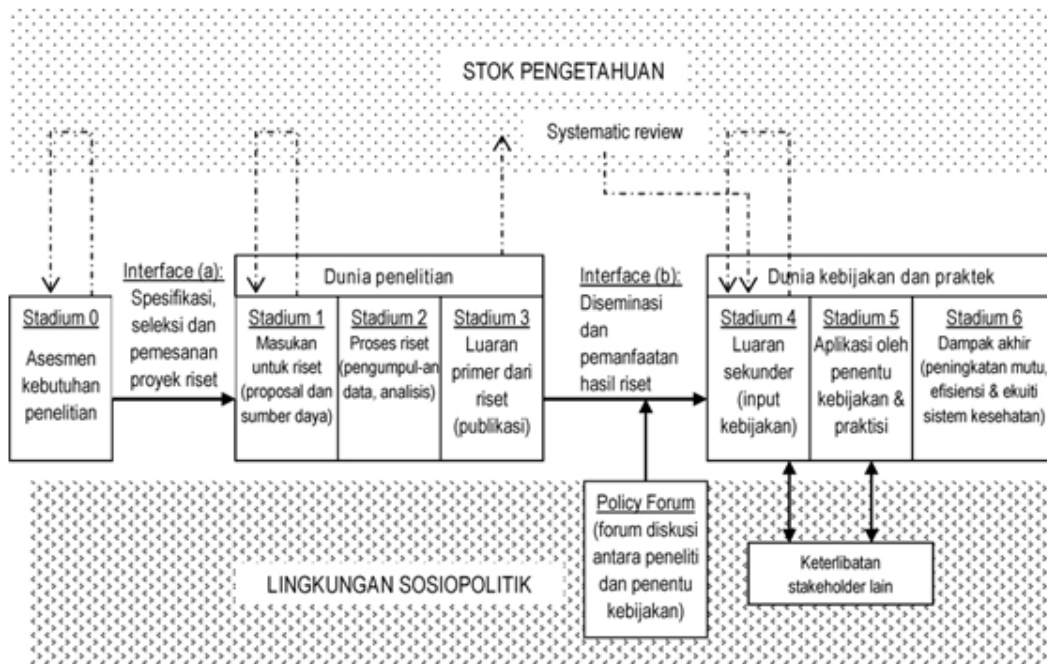 STOK PENGETAHUAN
Systematic review
Interface (a):
Spesifikasi,
seleksi dan
pemesanan
proyek riset
Dunia penelitian
Interface (b):
Diseminasi
dan
pemanfaatan
hasil riset
Dunia kebijakan dan praktek
Stadium 0
Asesmen
kebutuhan
penelitian
Stadium 1
Masukan
untuk riset
(proposal dan
sumber daya)
Stadium 2
Proses riset
(pengumpul-an
data, analisis)
Stadium 3
Luaran
primer dari
riset
(publikasi)
Stadium 4
Luaran
sekunder
(input
kebijakan)
Stadium 5
Aplikasi oleh
penentu
kebijakan &
praktisi
Stadium 6
Dampak akhir
(peningkatan mutu,
efisiensi & ekuiti
sistem kesehatan)
Policy Forum
(forum diskusi
antara peneliti
dan penentu
kebijakan)
Keterlibatan
stakeholder lain
LINGKUNGAN SOSIOPOLITIK